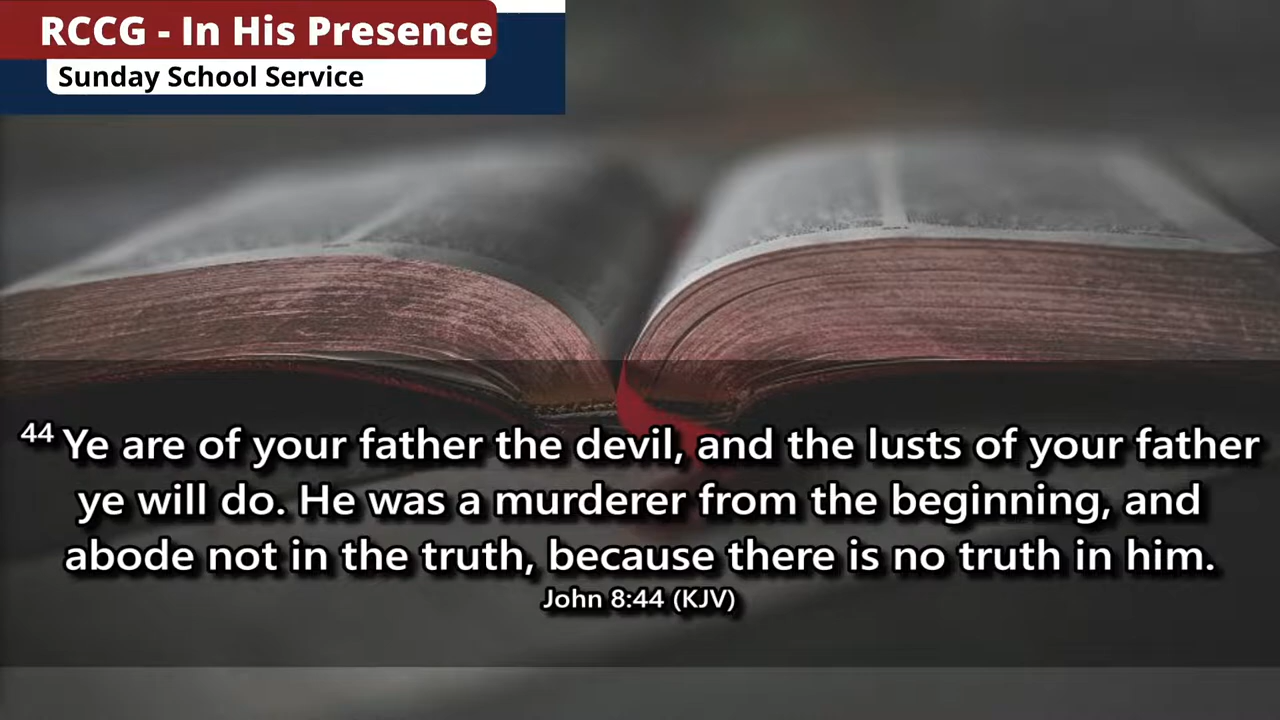 RCCG - In His Presence
Sunday School Service
44 Ye are of your father the devil, and the lusts of your father
ye will do. He was a murderer from the beginning, and
abode not in the truth, because there is no truth in him.
John 8:44 (KJV)